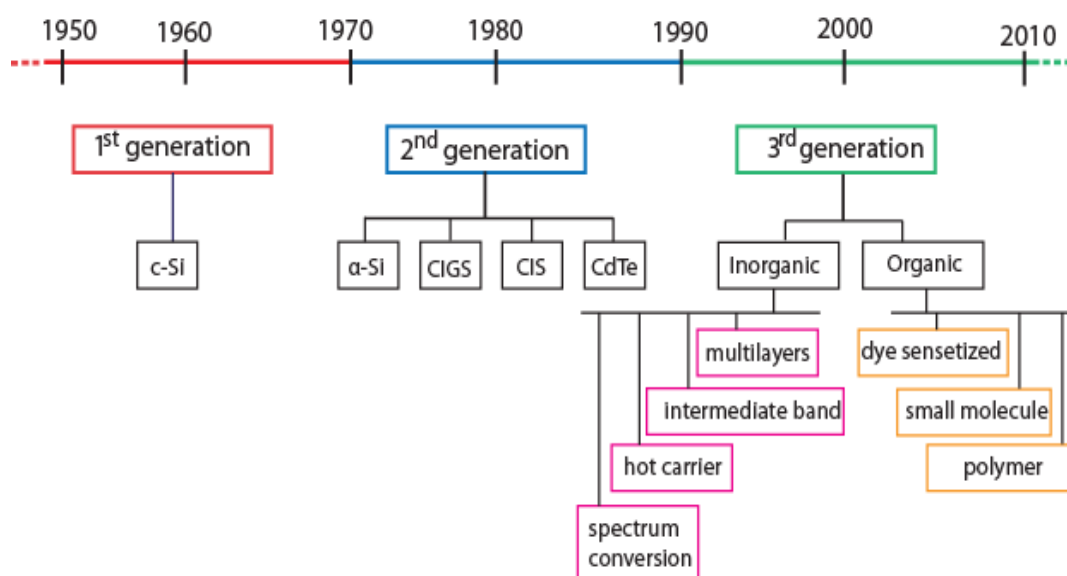 1950 1960 1970 1980 1990 2000 2010
1st generation 2nd generation 3rd generation
c-Si α-Si CIGS CIS CdTe Inorganic Organic
multilayers dye sensetized
intermediate band small molecule
hot carrier polymer
spectrum
conversion